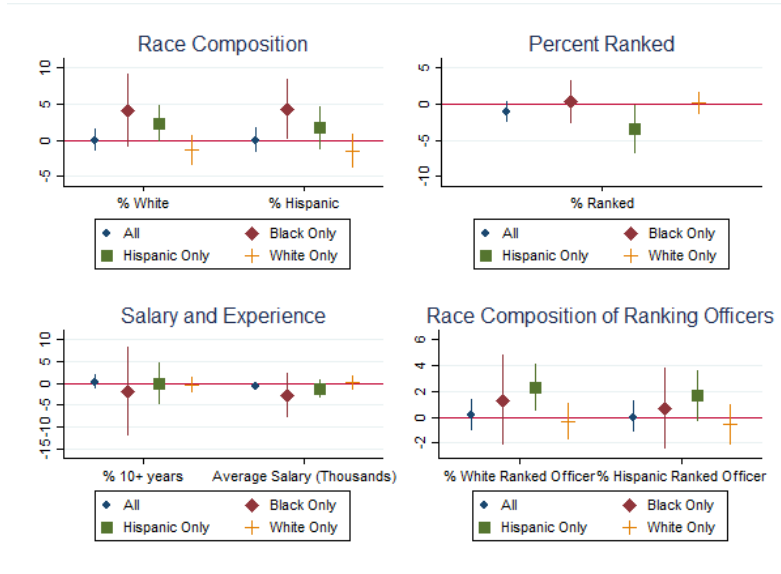 Race Composition
10
5
0
-5
% White
% Hispanic
All
Black Only
Hispanic Only
White Only
Percent Ranked
5
0
-5
-10
% Ranked
All
Black Only
Hispanic Only
White Only
Salary and Experience
10
5
0
-5
-10
-15
% 10+ years
Average Salary (Thousands)
All
Black Only
Hispanic Only
White Only
Race Composition of Ranking Officers
6
4
2
0
-2
% White Ranked Officer
% Hispanic Ranked Officer
All
Black Only
Hispanic Only
White Only